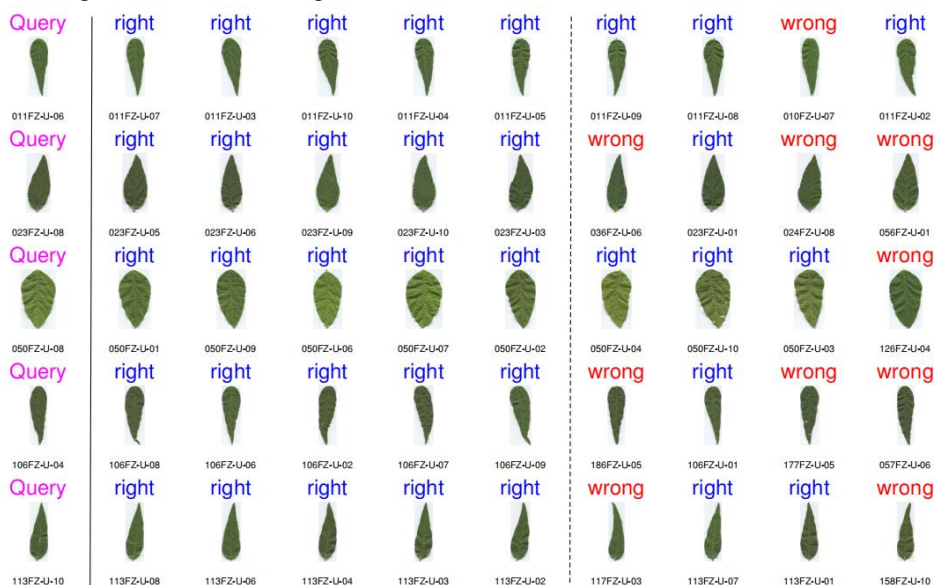 Query right right right right right right right wrong right
011FZ-U-06 011FZ-U-07 011FZ-U-03 011FZ-U-10 011FZ-U-04 011FZ-U-05 011FZ-U-09 011FZ-U-08 010FZ-U-07 011FZ-U-02
Query right right right right right wrong right wrong wrong
023FZ-U-08 023FZ-U-05 023FZ-U-06 023FZ-U-09 023FZ-U-10 023FZ-U-03 036FZ-U-06 023FZ-U-01 024FZ-U-08 056FZ-U-01
Query right right right right right right right right wrong
050FZ-U-08 050FZ-U-01 050FZ-U-09 050FZ-U-06 050FZ-U-07 050FZ-U-02 050FZ-U-04 050FZ-U-10 050FZ-U-03 126FZ-U-04
Query right right right right right wrong right wrong wrong
106FZ-U-04 106FZ-U-08 106FZ-U-06 106FZ-U-02 106FZ-U-07 106FZ-U-09 186FZ-U-05 106FZ-U-01 177FZ-U-05 057FZ-U-06
Query right right right right right wrong right right wrong
113FZ-U-10 113FZ-U-08 113FZ-U-06 113FZ-U-04 113FZ-U-03 113FZ-U-02 117FZ-U-03 113FZ-U-07 113FZ-U-01 158FZ-U-10